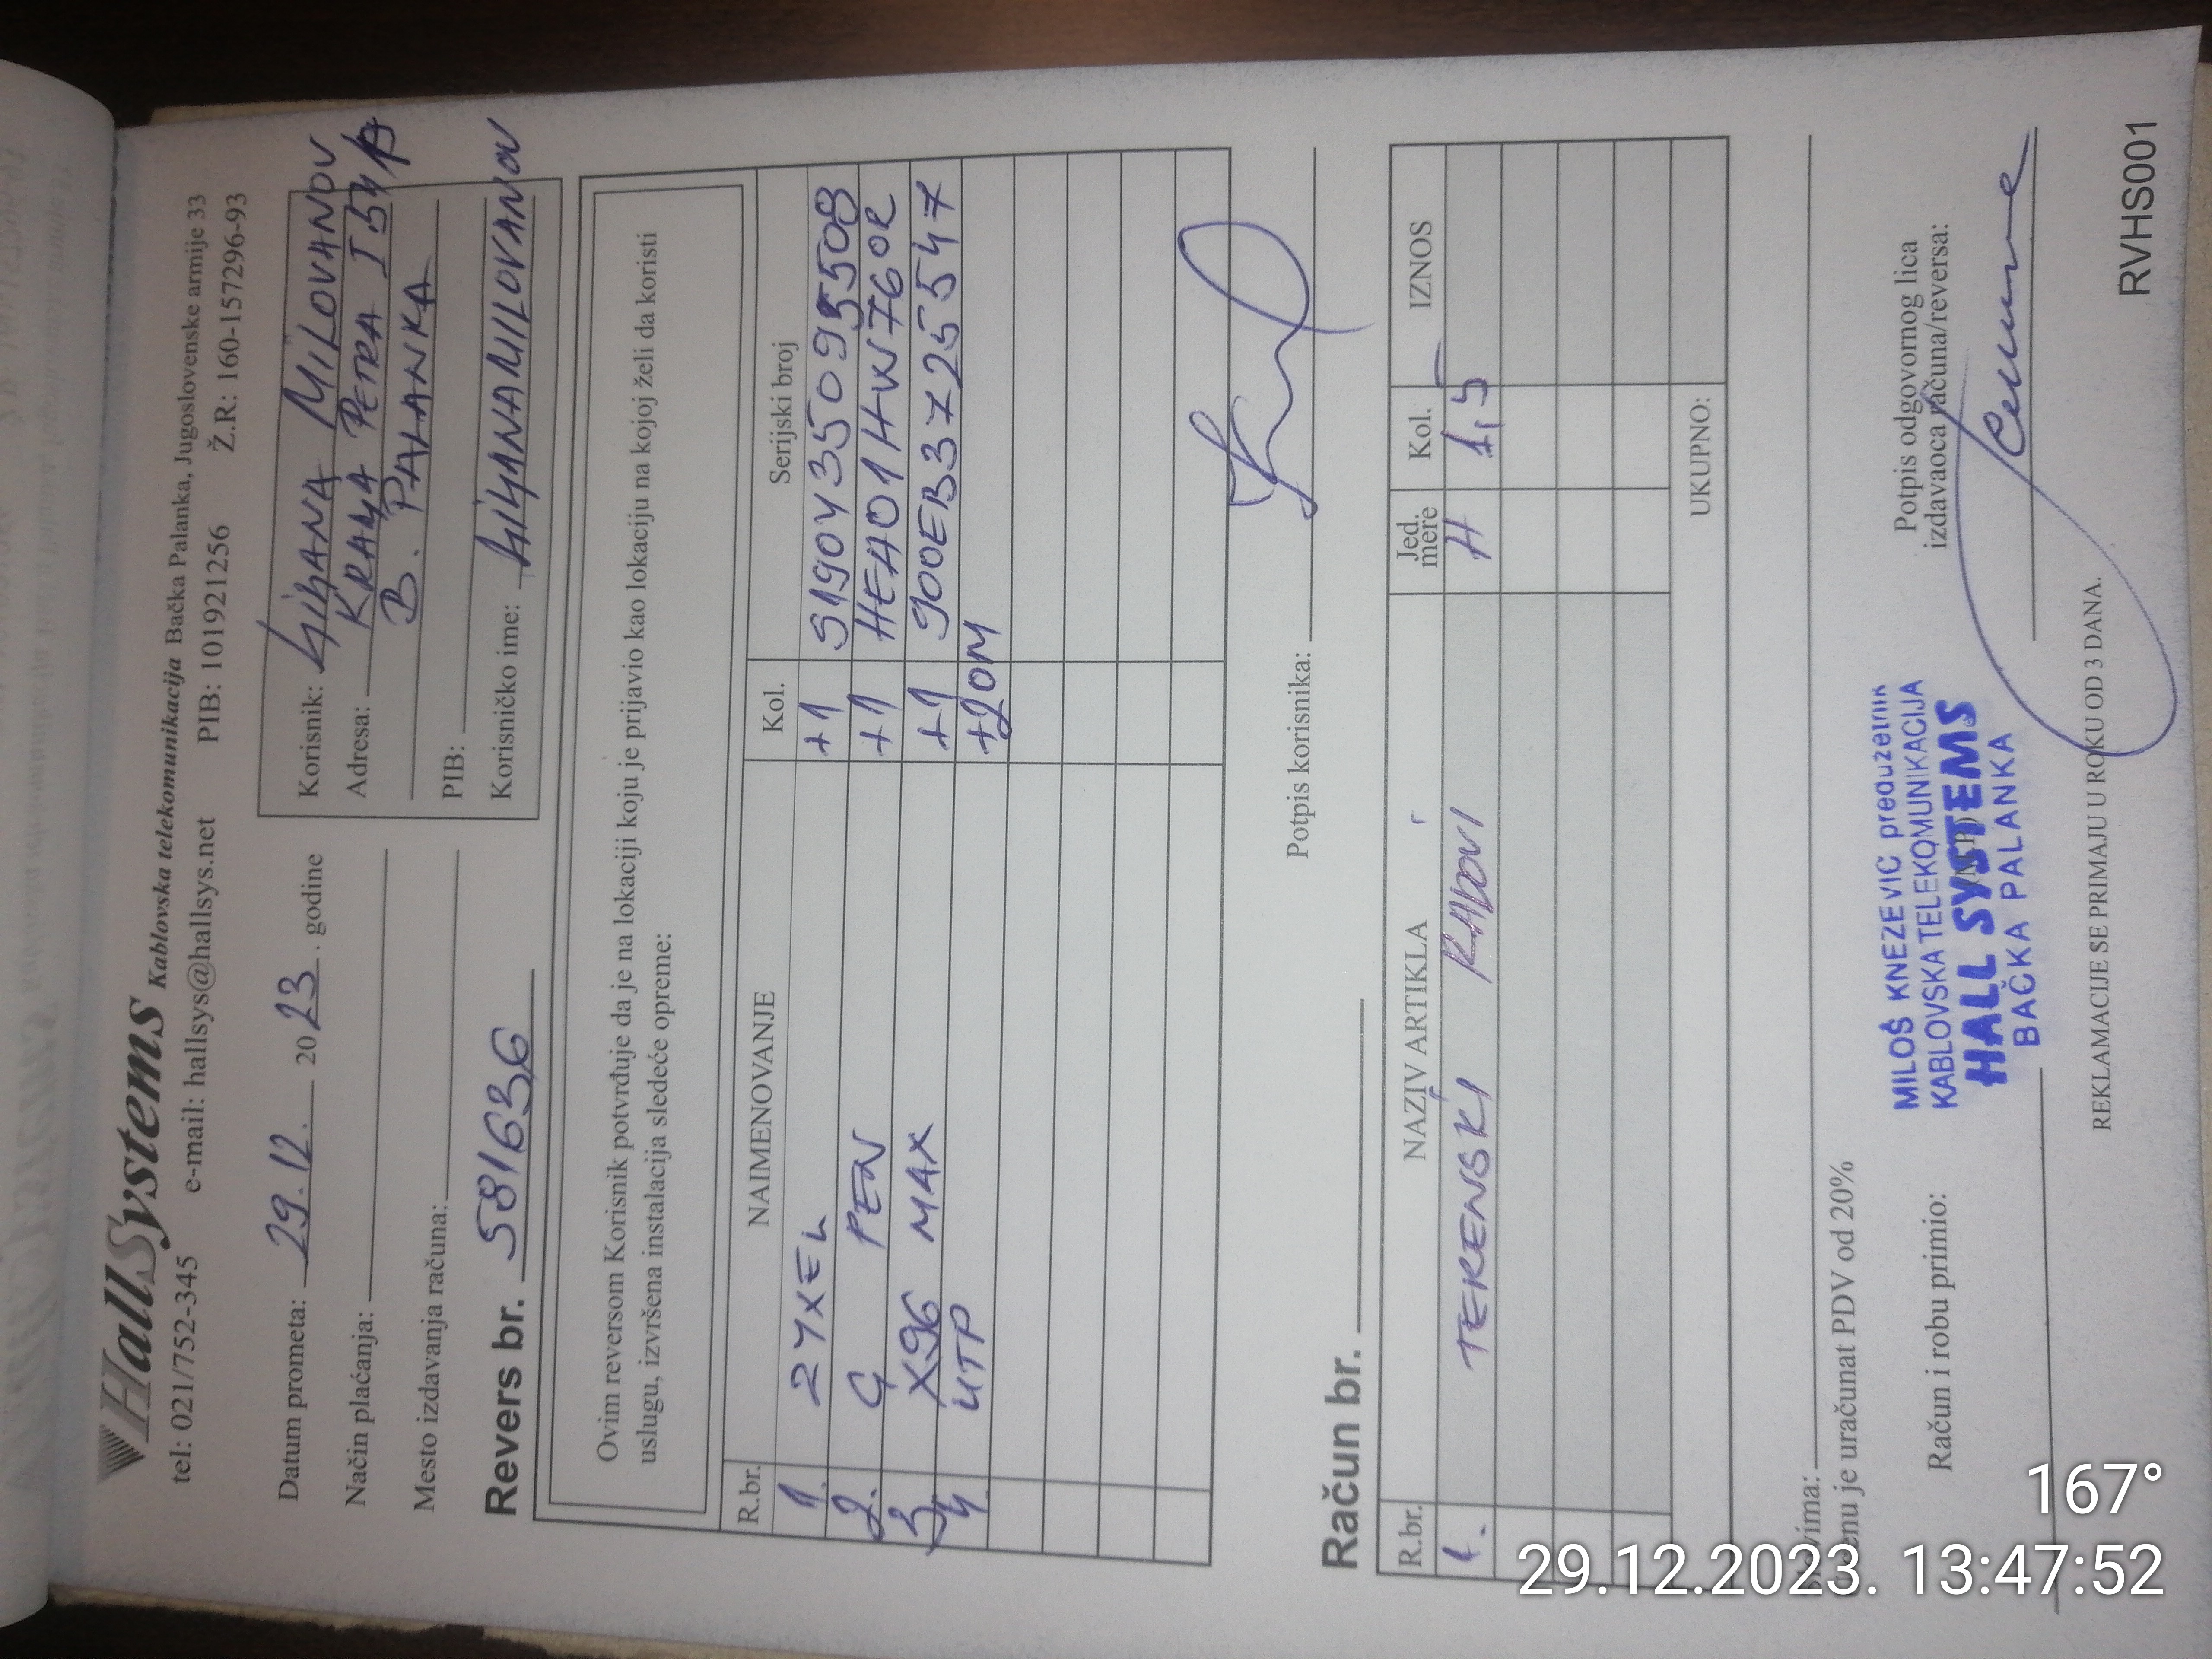 HallSystems Kablovska telekomunikacija Bačka Palanka, Jugoslovenske armije 33
tel: 021/752-345 e-mail: hallsys@hallsys.net PIB: 101921256 Ž.R: 160-157296-93
Datum prometa: 29.12. 2023. godine
Način plaćanja:
Mesto izdavanja računa:
Revers br. 581636
Korisnik: LJILJANA MILOVANOV
Adresa: KRALJA PETRA I 54/A
B. PALANKA
PIB:
Korisničko ime: LJILJANAMILOVANOV
Ovim reversom Korisnik potvrđuje da je na lokaciji koju je prijavio kao lokaciju na kojoj želi da koristi
uslugu, izvršena instalacija sledeće opreme:
R.br. NAIMENOVANJE Kol. Serijski broj
1. ZYXEL +1 S190Y35095508
2. G PEN +1 HEA01HW7602
3 X96 MAX +1 900EB3725547
4 UTP +20M
Potpis korisnika:
Račun br.
R.br. NAZIV ARTIKLA Jed. mere Kol. IZNOS
1. TERENSKI RADOVI H 1,5
UKUPNO:
U cenu je uračunat PDV od 20%
Račun i robu primio:
MILOŠ KNEZEVIĆ preduzetnik
KABLOVSKA TELEKOMUNIKACIJA
HALL SYSTEMS
BAČKA PALANKA
Potpis odgovornog lica
izdavaoca računa/reversa:
REKLAMACIJE SE PRIMAJU U ROKU OD 3 DANA.
RVHS001
167°
29.12.2023. 13:47:52